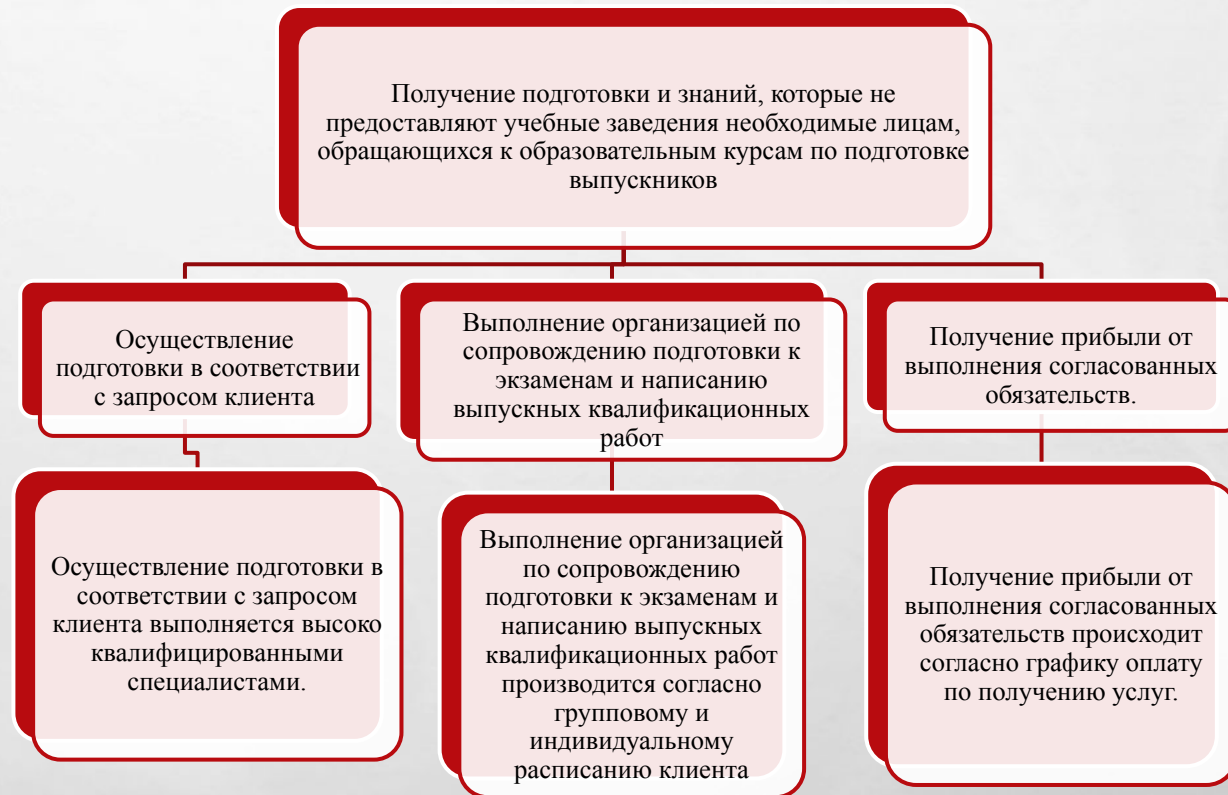 Получение подготовки и знаний, которые не
предоставляют учебные заведения необходимые лицам,
обращающихся к образовательным курсам по подготовке
выпускников
Осуществление
подготовки в соответствии
с запросом клиента
Выполнение организацией по
сопровождению подготовки к
экзаменам и написанию
выпускных квалификационных
работ
Получение прибыли от
выполнения согласованных
обязательств.
Осуществление подготовки в
соответствии с запросом
клиента выполняется высоко
квалифицированными
специалистами.
Выполнение организацией
по сопровождению
подготовки к экзаменам и
написанию выпускных
квалификационных работ
производится согласно
групповому и
индивидуальному
расписанию клиента
Получение прибыли от
выполнения согласованных
обязательств происходит
согласно графику оплату
по получению услуг.